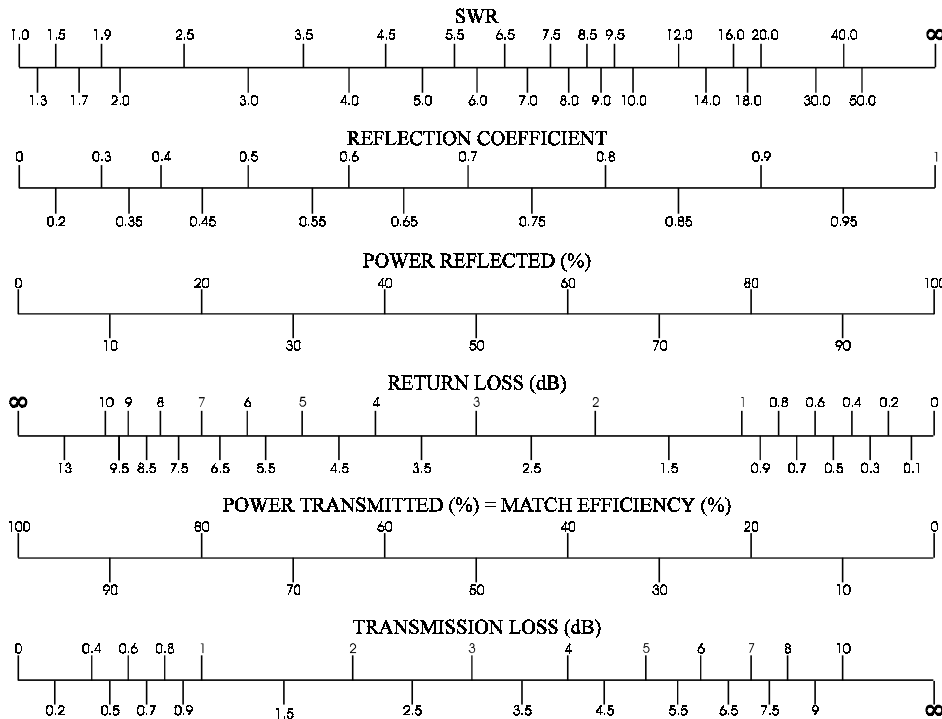 SWR
1.0 1.5 1.9 2.5 3.5 4.5 5.5 6.5 7.5 8.5 9.5 12.0 16.0 20.0 40.0 ∞
1.3 1.7 2.0 3.0 4.0 5.0 6.0 7.0 8.0 9.0 10.0 14.0 18.0 30.0 50.0
REFLECTION COEFFICIENT
0 0.3 0.4 0.5 0.6 0.7 0.8 0.9 1
0.2 0.35 0.45 0.55 0.65 0.75 0.85 0.95
POWER REFLECTED (%)
0 20 40 60 80 100
10 30 50 70 90
RETURN LOSS (dB)
∞ 10 9 8 7 6 5 4 3 2 1 0.8 0.6 0.4 0.2 0
13 9.5 8.5 7.5 6.5 5.5 4.5 3.5 2.5 1.5 0.9 0.7 0.5 0.3 0.1
POWER TRANSMITTED (%) = MATCH EFFICIENCY (%)
100 80 60 40 20 0
90 70 50 30 10
TRANSMISSION LOSS (dB)
0 0.4 0.6 0.8 1 2 3 4 5 6 7 8 10
0.2 0.5 0.7 0.9 1.5 2.5 3.5 4.5 5.5 6.5 7.5 9 ∞